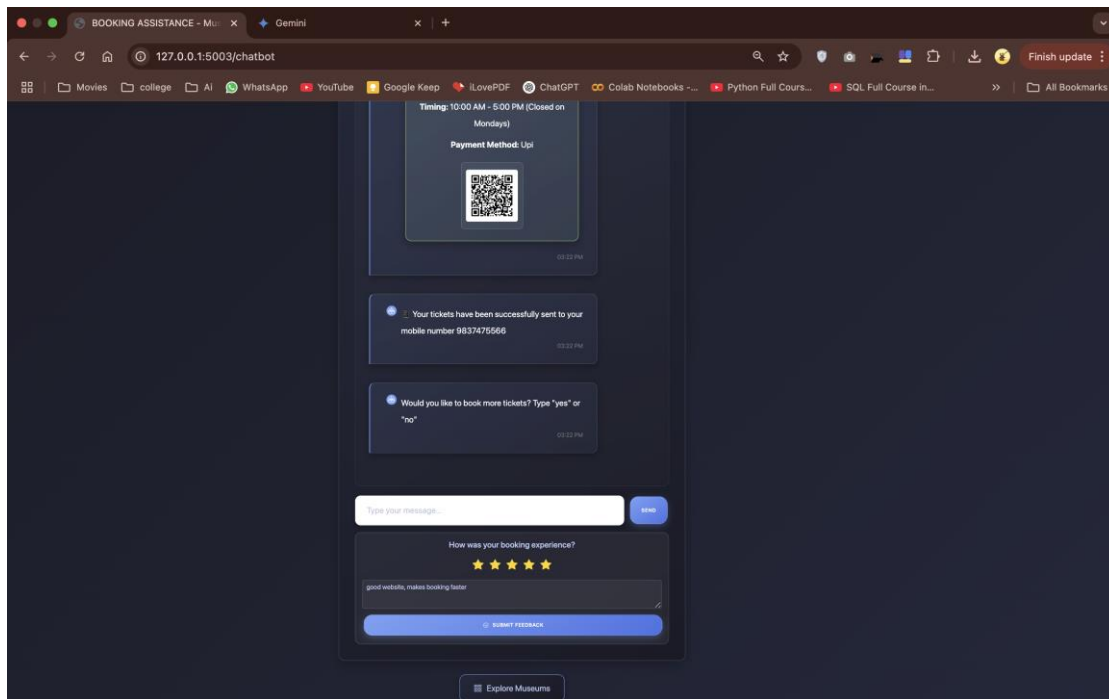 BOOKING ASSISTANCE - Mu
Gemini
127.0.0.1:5003/chatbot
Finish update
Movies
college
AI
WhatsApp
YouTube
Google Keep
iLovePDF
ChatGPT
Colab Notebooks -...
Python Full Cours...
SQL Full Course in...
»
All Bookmarks
Timing: 10:00 AM - 5:00 PM (Closed on
Mondays)
Payment Method: Upi
03:22 PM
Your tickets have been successfully sent to your
mobile number 9837475566
03:22 PM
Would you like to book more tickets? Type "yes" or
"no"
03:22 PM
Type your message...
SEND
How was your booking experience?
good website, makes booking faster
SUBMIT FEEDBACK
Explore Museums